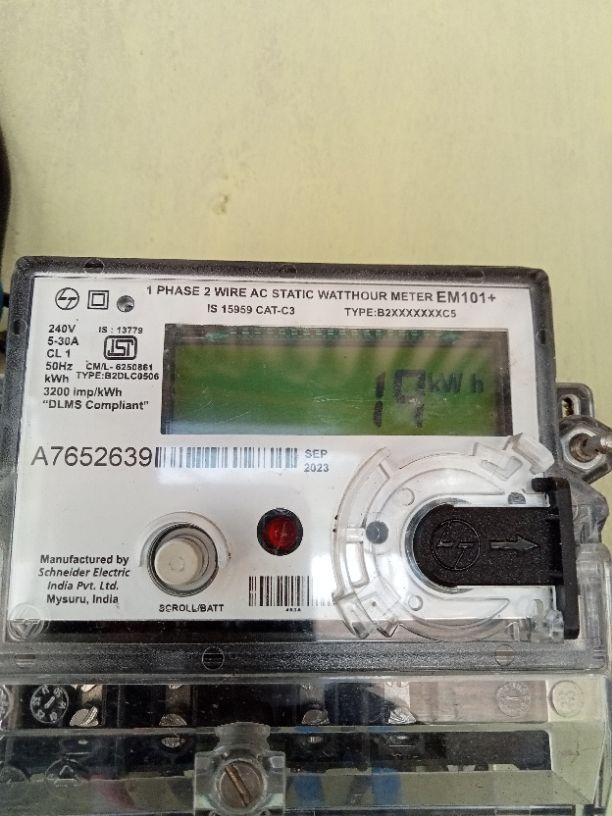 1 PHASE 2 WIRE AC STATIC WATTHOUR METER EM101+
IS 15959 CAT-C3 TYPE:B2XXXXXXXC5
240V IS : 13779
5-30A
CL 1
50Hz CM/L- 6250861
kWh TYPE:B2DLC0506
3200 imp/kWh
"DLMS Compliant"
19 kWh
A7652639
SEP
2023
Manufactured by
Schneider Electric
India Pvt. Ltd.
Mysuru, India
SCROLL/BATT